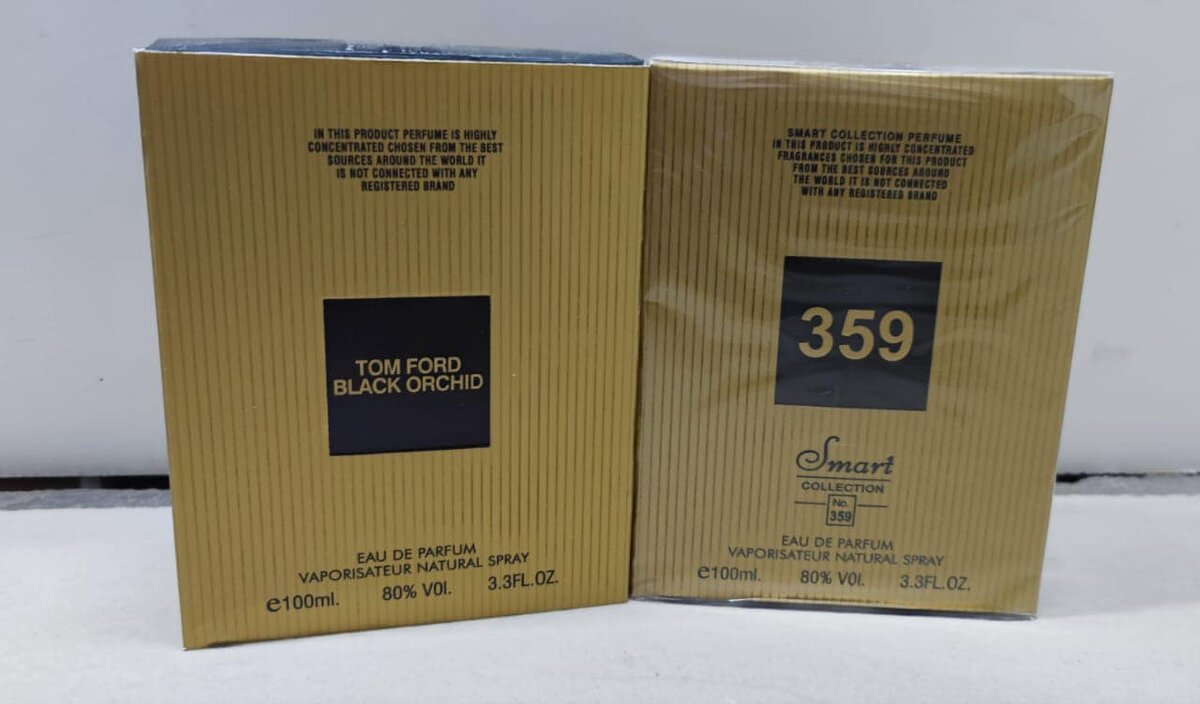 IN THIS PRODUCT PERFUME IS HIGHLY
CONCENTRATED CHOSEN FROM THE BEST
SOURCES AROUND THE WORLD IT
IS NOT CONNECTED WITH ANY
REGISTERED BRAND
TOM FORD
BLACK ORCHID
EAU DE PARFUM
VAPORISATEUR NATURAL SPRAY
e100ml. 80% VOl. 3.3FL.OZ.
SMART COLLECTION PERFUME
IN THIS PRODUCT IS HIGHLY CONCENTRATED
FRAGRANCES CHOSEN FOR THIS PRODUCT
FROM THE BEST SOURCES AROUND
THE WORLD IT IS NOT CONNECTED
WITH ANY REGISTERED BRAND
359
Smart
COLLECTION
No.
359
EAU DE PARFUM
VAPORISATEUR NATURAL SPRAY
e100ml. 80% VOl. 3.3FL.OZ.